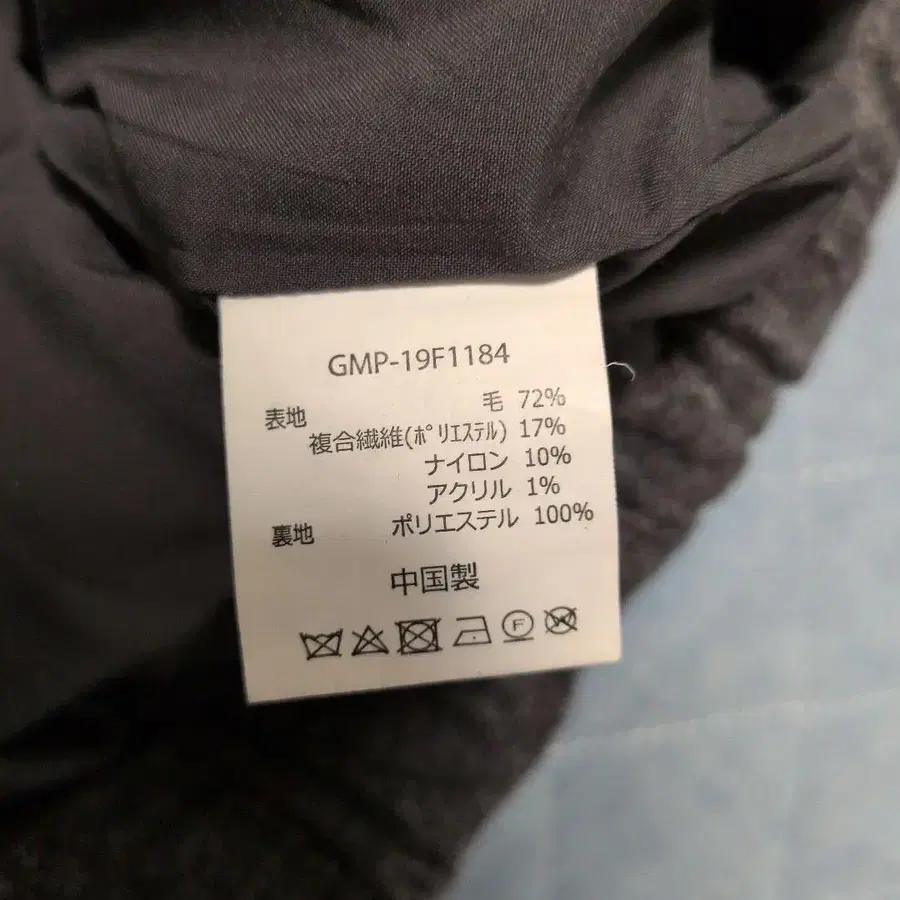 GMP-19F1184
表地 毛 72%
複合繊維(ﾎﾟﾘｴｽﾃﾙ) 17%
ナイロン 10%
アクリル 1%
裏地 ポリエステル 100%
中国製
F
W